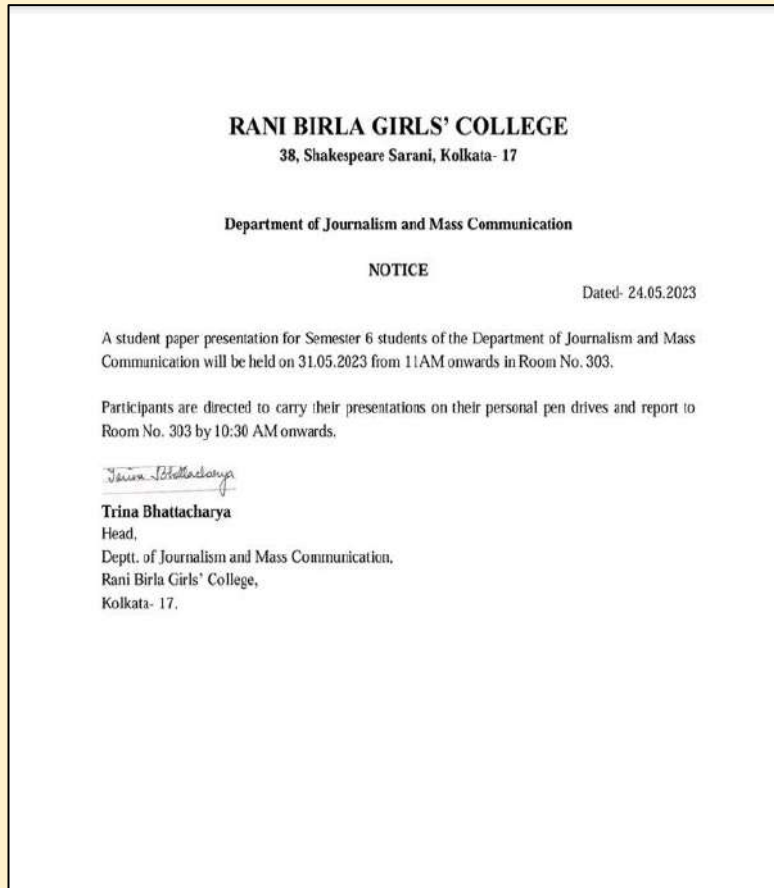 RANI BIRLA GIRLS' COLLEGE
38, Shakespeare Sarani, Kolkata- 17
Department of Journalism and Mass Communication
NOTICE
Dated- 24.05.2023
A student paper presentation for Semester 6 students of the Department of Journalism and Mass
Communication will be held on 31.05.2023 from 11AM onwards in Room No. 303.
Participants are directed to carry their presentations on their personal pen drives and report to
Room No. 303 by 10:30 AM onwards.
Trina Bhattacharya
Trina Bhattacharya
Head,
Deptt. of Journalism and Mass Communication,
Rani Birla Girls' College,
Kolkata- 17.